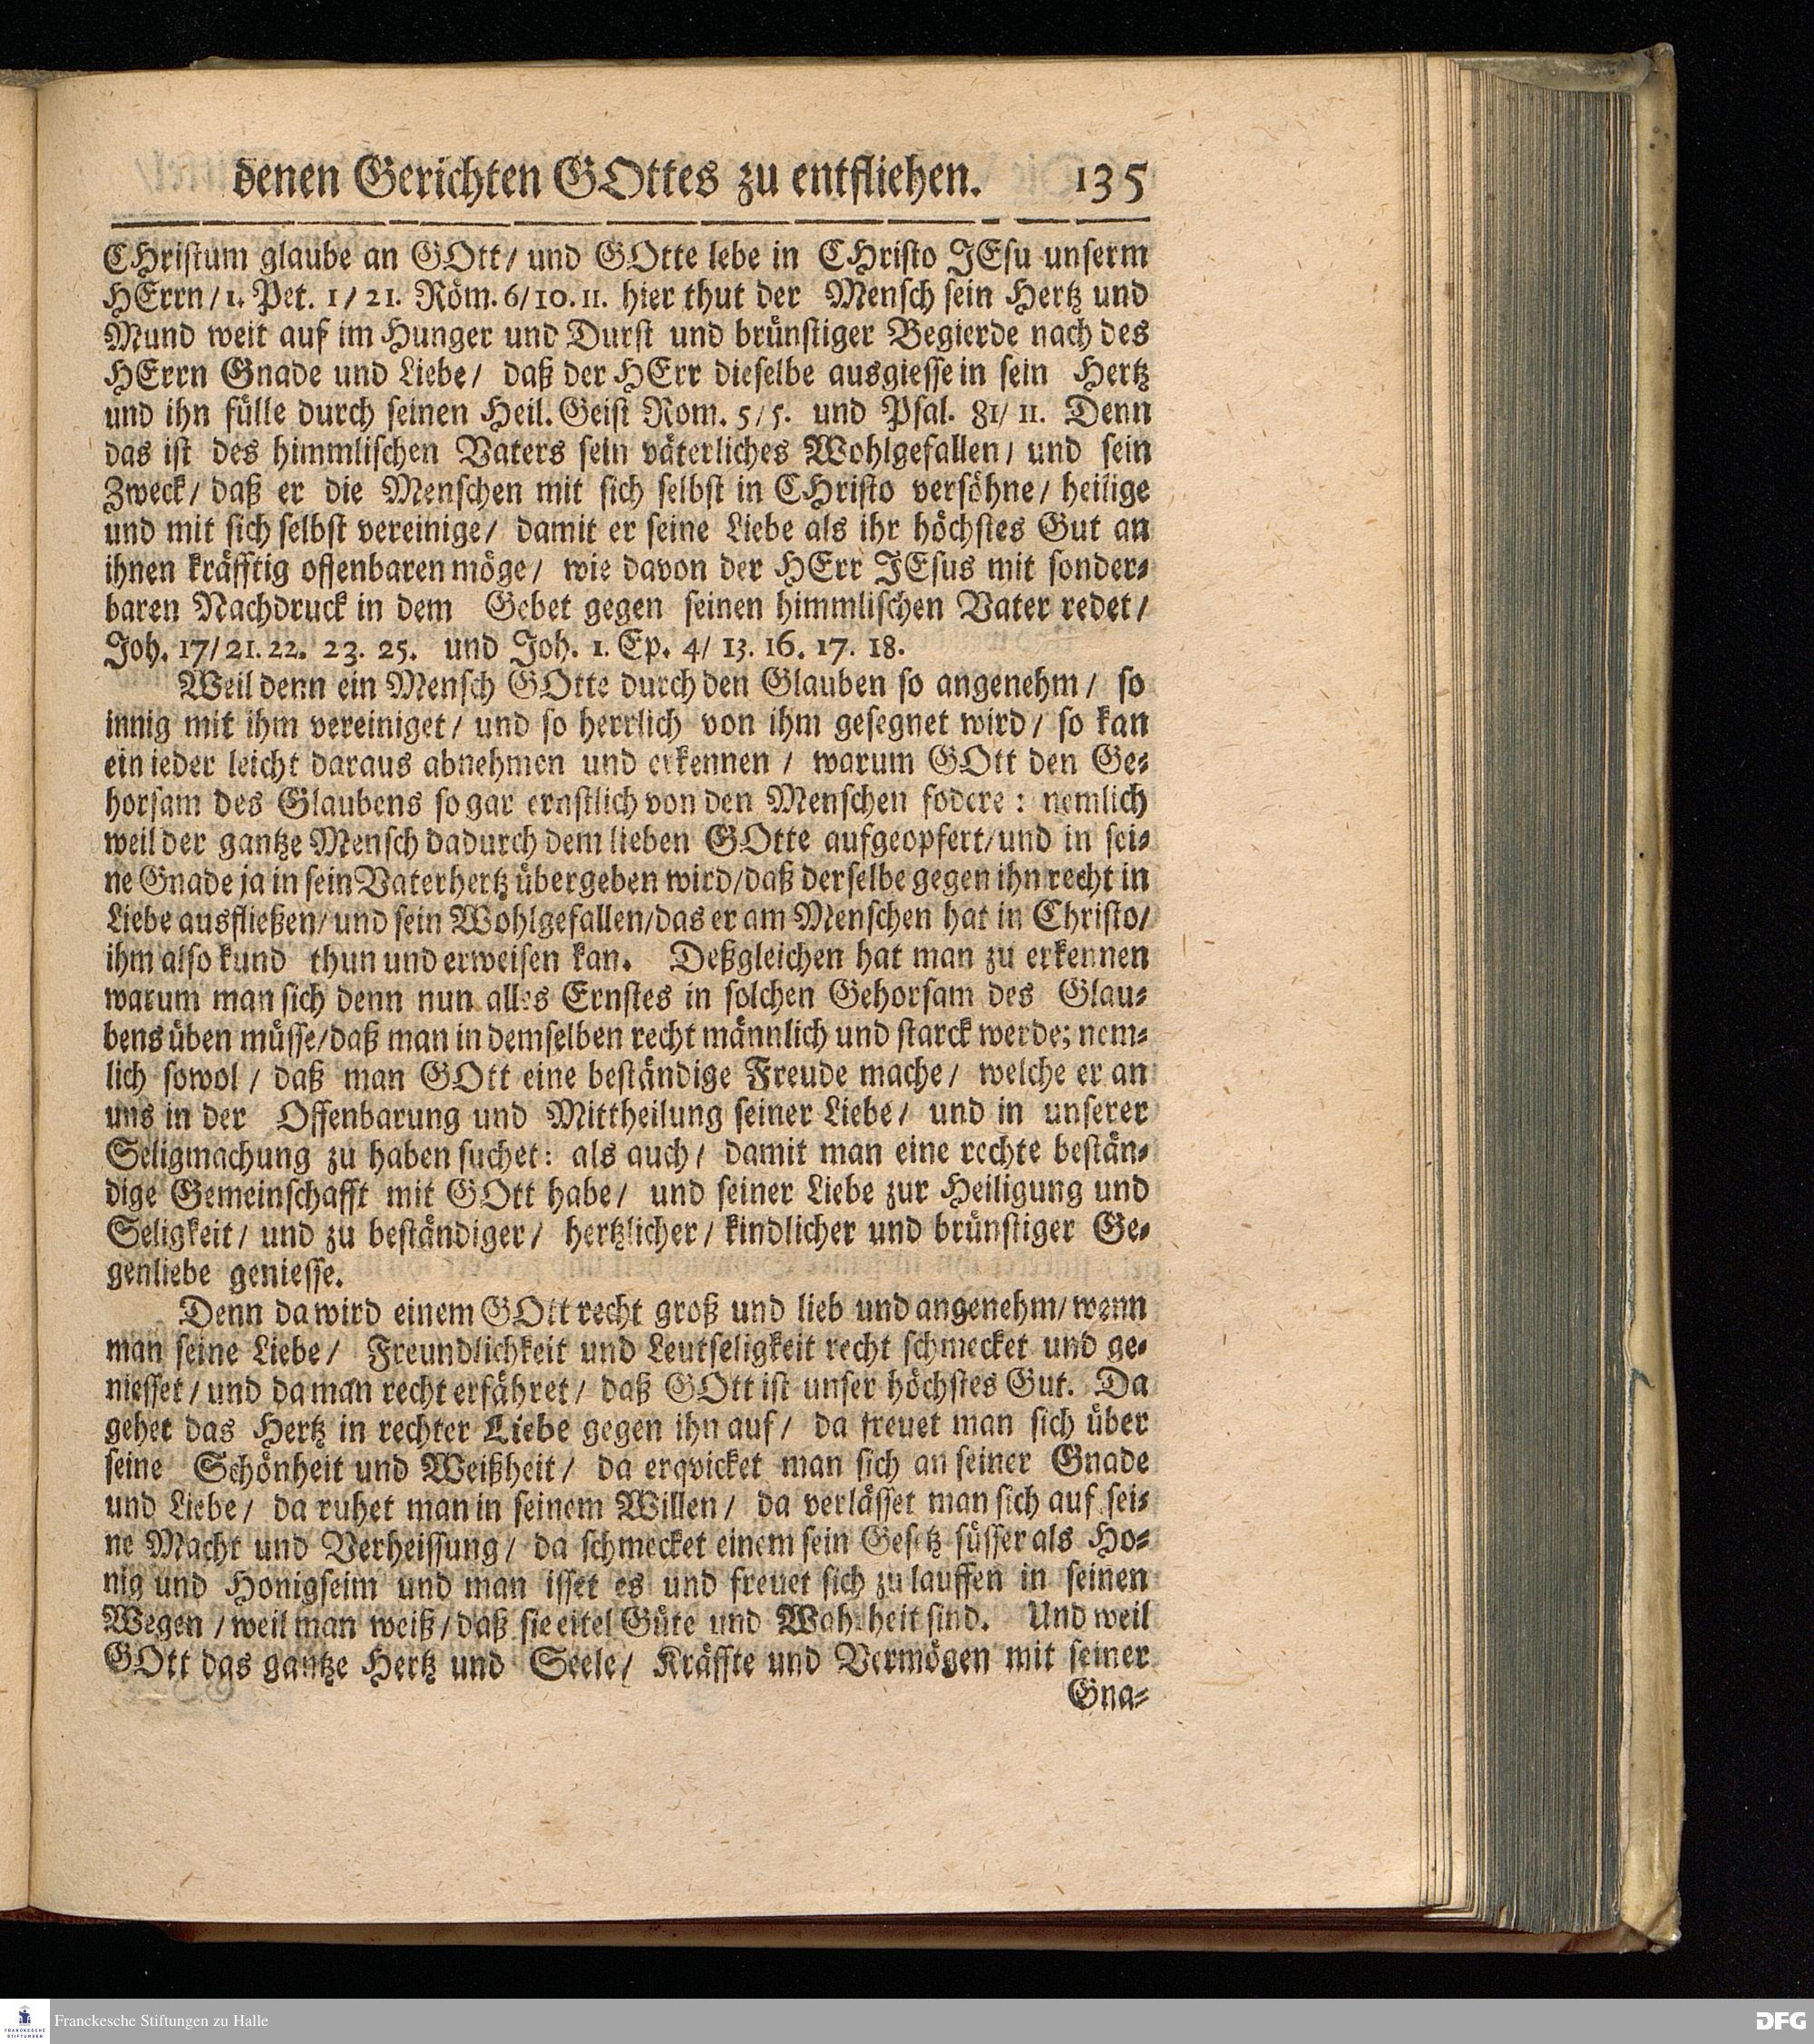 denen Gerichten GOttes zu entfliehen. 135
CHristum glaube an GOtt/ und GOtte lebe in CHristo JEsu unserm
HErrn/ 1. Pet. 1/ 21. Röm. 6/10. 11. hier thut der Mensch sein Hertz und
Mund weit auf im Hunger und Durst und brünstiger Begierde nach des
HErrn Gnade und Liebe/ daß der HErr dieselbe ausgiesse in sein Hertz
und ihn fülle durch seinen Heil. Geist Rom. 5/5. und Psal. 81/ 11. Denn
das ist des himmlischen Vaters sein väterliches Wohlgefallen/ und sein
Zweck/ daß er die Menschen mit sich selbst in CHristo versöhne/ heilige
und mit sich selbst vereinige/ damit er seine Liebe als ihr höchstes Gut an
ihnen kräfftig offenbaren möge/ wie davon der HErr JEsus mit sonder-
baren Nachdruck in dem Gebet gegen seinen himmlischen Vater redet/
Joh. 17/ 21. 22. 23. 25. und Joh. 1. Ep. 4/ 13. 16. 17. 18.
Weil denn ein Mensch GOtte durch den Glauben so angenehm/ so
innig mit ihm vereiniget/ und so herrlich von ihm gesegnet wird/ so kan
ein ieder leicht daraus abnehmen und erkennen/ warum GOtt den Ge-
horsam des Glaubens so gar ernstlich von den Menschen fodere: nemlich
weil der gantze Mensch dadurch dem lieben GOtte aufgeopfert/ und in sei-
ne Gnade ja in sein Vaterhertz übergeben wird/ daß derselbe gegen ihn recht in
Liebe ausfließen/ und sein Wohlgefallen/ das er am Menschen hat in Christo/
ihm also kund thun und erweisen kan. Deßgleichen hat man zu erkennen
warum man sich denn nun alles Ernstes in solchen Gehorsam des Glau-
bens üben müsse/ daß man in demselben recht männlich und starck werde; nem-
lich sowol/ daß man GOtt eine beständige Freude mache/ welche er an
uns in der Offenbarung und Mittheilung seiner Liebe/ und in unserer
Seligmachung zu haben suchet: als auch/ damit man eine rechte bestän-
dige Gemeinschafft mit GOtt habe/ und seiner Liebe zur Heiligung und
Seligkeit/ und zu beständiger/ hertzlicher/ kindlicher und brünstiger Ge-
genliebe geniesse.
Denn da wird einem GOtt recht groß und lieb und angenehm/ wenn
man seine Liebe/ Freundlichkeit und Leutseligkeit recht schmecket und ge-
niesset/ und da man recht erfähret/ daß GOtt ist unser höchstes Gut. Da
gehet das Hertz in rechter Liebe gegen ihn auf/ da freuet man sich über
seine Schönheit und Weißheit/ da erqvicket man sich an seiner Gnade
und Liebe/ da ruhet man in seinem Willen/ da verlässet man sich auf sei-
ne Macht und Verheissung/ da schmecket einem sein Gesetz süsser als Ho-
nig und Honigseim und man isset es und freuet sich zu lauffen in seinen
Wegen/ weil man weiß/ daß sie eitel Güte und Wahrheit sind. Und weil
GOtt das gantze Hertz und Seele/ Kräffte und Vermögen mit seiner
Gna-
FRANCKESCHE STIFTUNGEN
Franckesche Stiftungen zu Halle
DFG